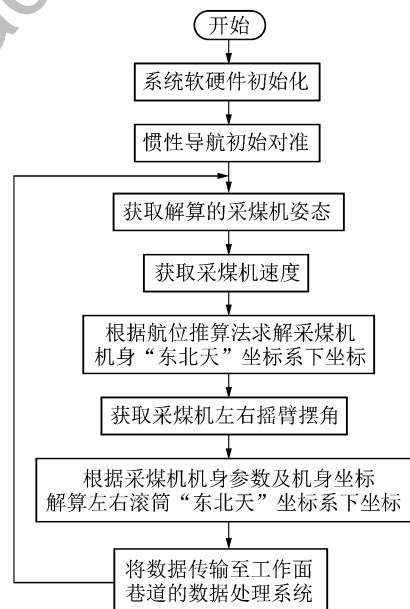 开始
系统软硬件初始化
惯性导航初始对准
获取解算的采煤机姿态
获取采煤机速度
根据航位推算法求解采煤机
机身“东北天”坐标系下坐标
获取采煤机左右摇臂摆角
根据采煤机机身参数及机身坐标
解算左右滚筒“东北天”坐标系下坐标
将数据传输至工作面
巷道的数据处理系统